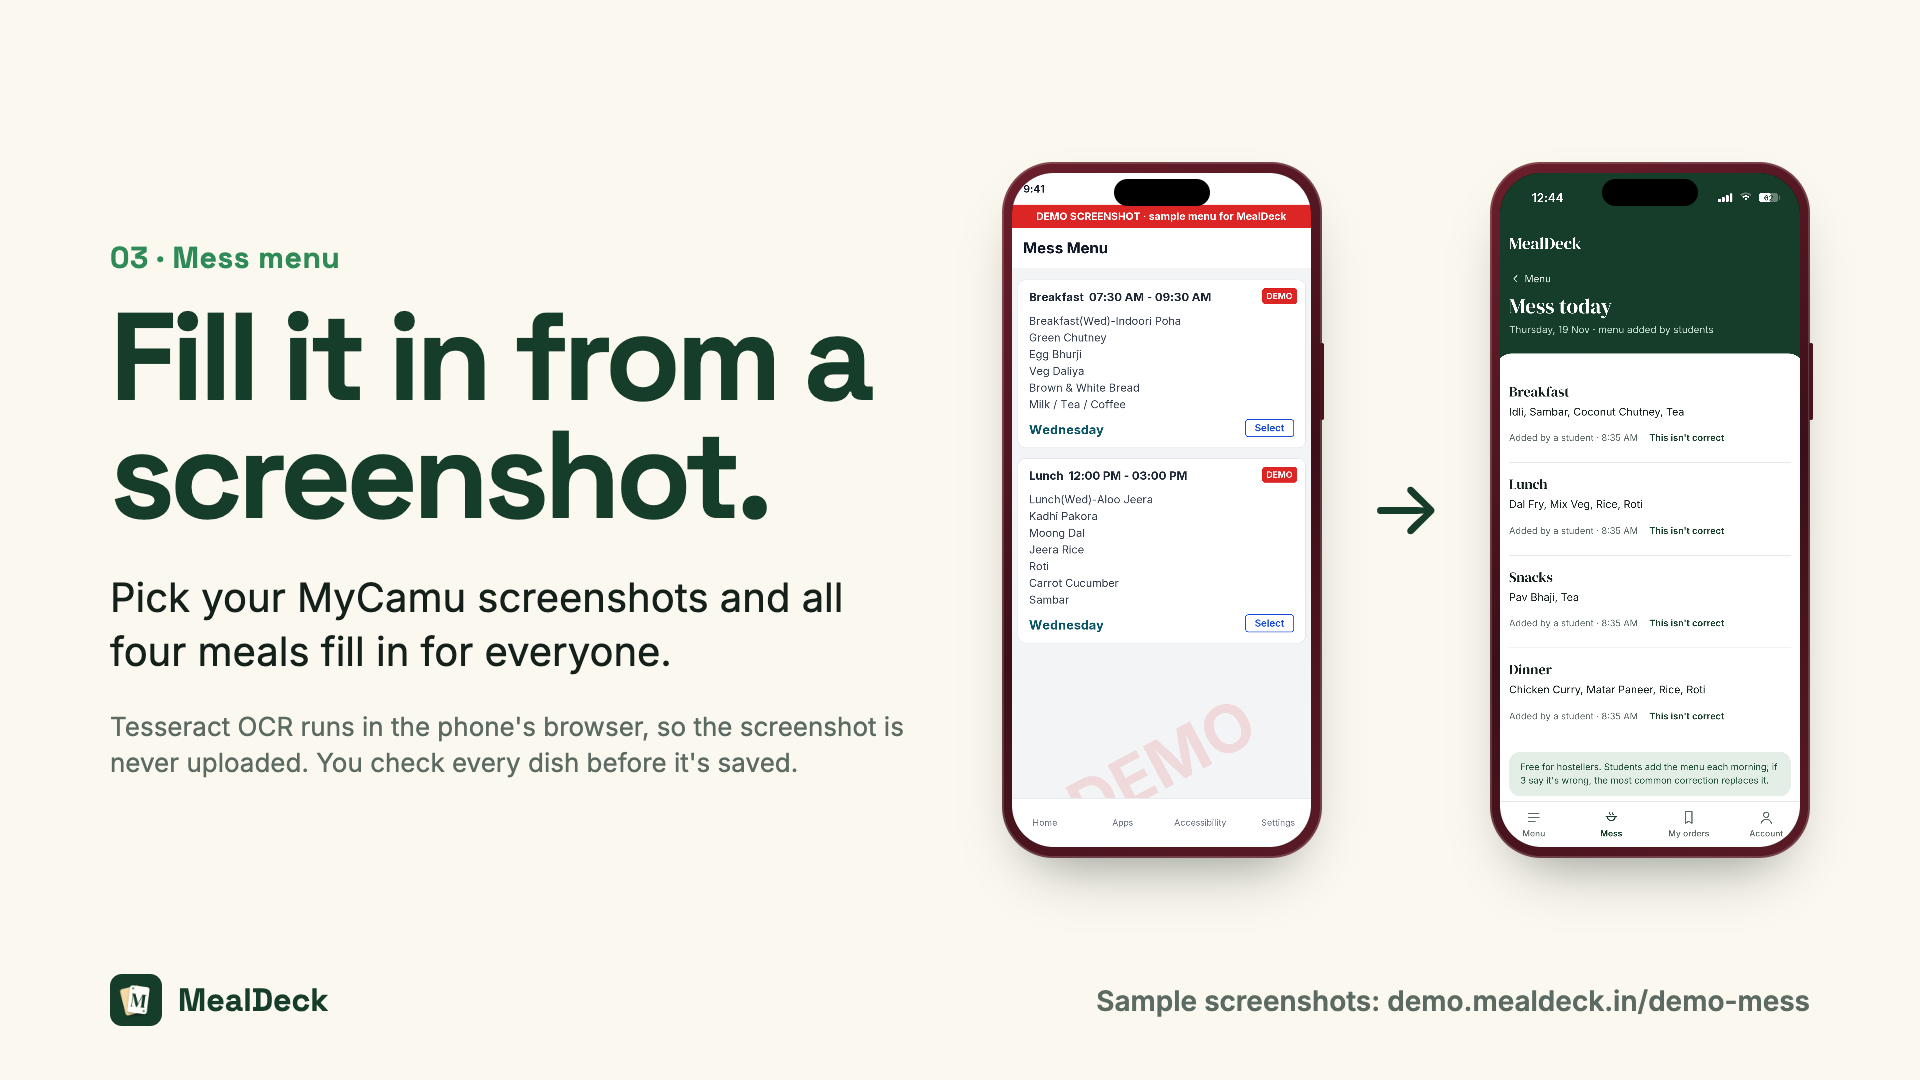 03 · Mess menu
Fill it in from a
screenshot.
Pick your MyCamu screenshots and all
four meals fill in for everyone.
Tesseract OCR runs in the phone's browser, so the screenshot is
never uploaded. You check every dish before it's saved.
9:41
DEMO SCREENSHOT · sample menu for MealDeck
Mess Menu
Breakfast 07:30 AM - 09:30 AM
DEMO
Breakfast(Wed)-Indoori Poha
Green Chutney
Egg Bhurji
Veg Daliya
Brown & White Bread
Milk / Tea / Coffee
Wednesday
Select
Lunch 12:00 PM - 03:00 PM
DEMO
Lunch(Wed)-Aloo Jeera
Kadhi Pakora
Moong Dal
Jeera Rice
Roti
Carrot Cucumber
Sambar
Wednesday
Select
DEMO
Home
Apps
Accessibility
Settings
12:44
MealDeck
Menu
Mess today
Thursday, 19 Nov · menu added by students
Breakfast
Idli, Sambar, Coconut Chutney, Tea
Added by a student · 8:35 AM This isn't correct
Lunch
Dal Fry, Mix Veg, Rice, Roti
Added by a student · 8:35 AM This isn't correct
Snacks
Pav Bhaji, Tea
Added by a student · 8:35 AM This isn't correct
Dinner
Chicken Curry, Matar Paneer, Rice, Roti
Added by a student · 8:35 AM This isn't correct
Free for hostellers. Students add the menu each morning; if
3 say it's wrong, the most common correction replaces it.
Menu
Mess
My orders
Account
M
MealDeck
Sample screenshots: demo.mealdeck.in/demo-mess